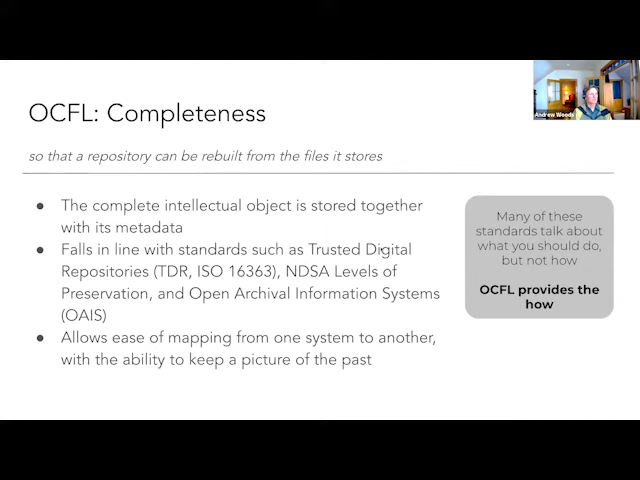 Andrew Woods
OCFL: Completeness
so that a repository can be rebuilt from the files it stores
● The complete intellectual object is stored together
with its metadata
● Falls in line with standards such as Trusted Digital
Repositories (TDR, ISO 16363), NDSA Levels of
Preservation, and Open Archival Information Systems
(OAIS)
● Allows ease of mapping from one system to another,
with the ability to keep a picture of the past
Many of these
standards talk about
what you should do,
but not how
OCFL provides the
how